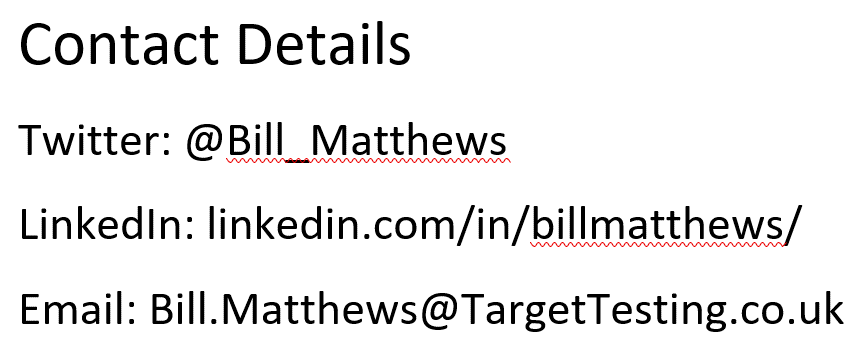 Contact Details
Twitter: @Bill_Matthews
LinkedIn: linkedin.com/in/billmatthews/
Email: Bill.Matthews@TargetTesting.co.uk